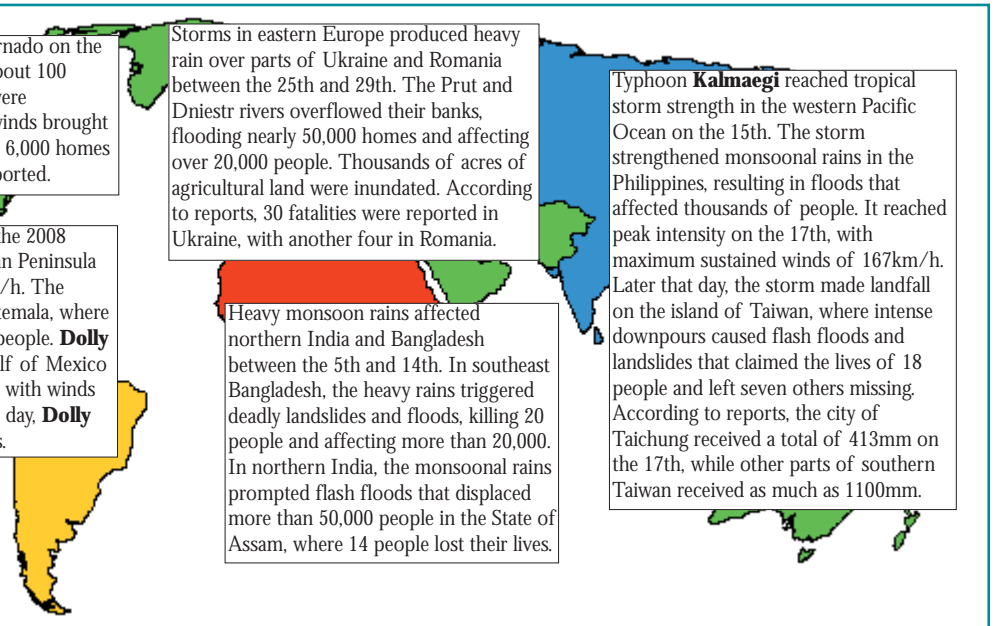 rnado on the
out 100
ere
winds brought
6,000 homes
ported.
Storms in eastern Europe produced heavy
rain over parts of Ukraine and Romania
between the 25th and 29th. The Prut and
Dniestr rivers overflowed their banks,
flooding nearly 50,000 homes and affecting
over 20,000 people. Thousands of acres of
agricultural land were inundated. According
to reports, 30 fatalities were reported in
Ukraine, with another four in Romania.
Typhoon Kalmaegi reached tropical
storm strength in the western Pacific
Ocean on the 15th. The storm
strengthened monsoonal rains in the
Philippines, resulting in floods that
affected thousands of people. It reached
peak intensity on the 17th, with
maximum sustained winds of 167km/h.
Later that day, the storm made landfall
on the island of Taiwan, where intense
downpours caused flash floods and
landslides that claimed the lives of 18
people and left seven others missing.
According to reports, the city of
Taichung received a total of 413mm on
the 17th, while other parts of southern
Taiwan received as much as 1100mm.
the 2008
n Peninsula
/h. The
temala, where
people. Dolly
lf of Mexico
with winds
day, Dolly
s.
Heavy monsoon rains affected
northern India and Bangladesh
between the 5th and 14th. In southeast
Bangladesh, the heavy rains triggered
deadly landslides and floods, killing 20
people and affecting more than 20,000.
In northern India, the monsoonal rains
prompted flash floods that displaced
more than 50,000 people in the State of
Assam, where 14 people lost their lives.